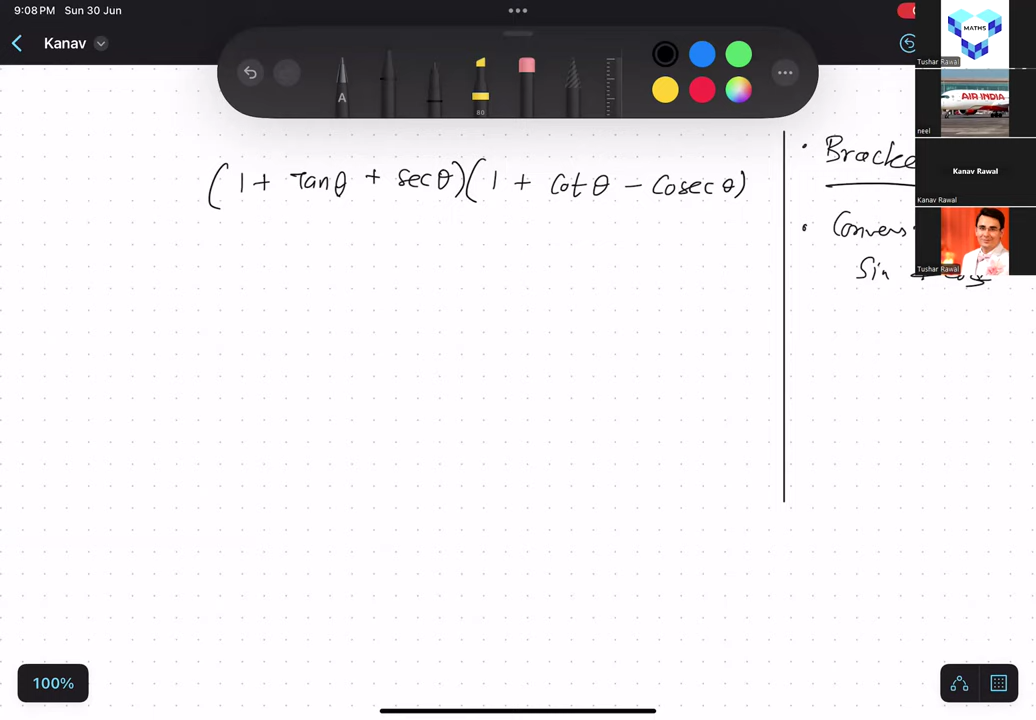 9:08 PM Sun 30 Jun
Kanav
A
80
MATHS
Tushar Rawal
AIR INDIA
neel
Kanav Rawal
Kanav Rawal
Tushar Rawal
(1 + Tanθ + secθ)(1 + Cotθ − Cosecθ)
• Bracke
• Convers
Sin
100%